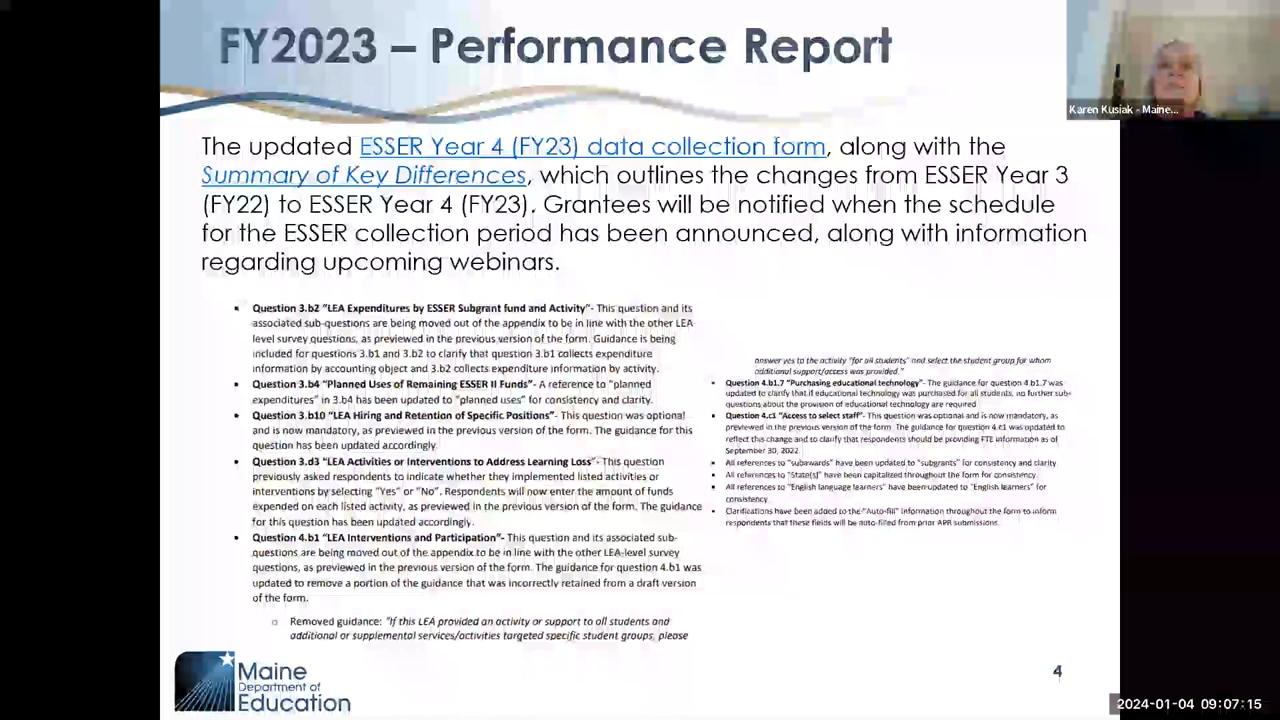 FY2023 – Performance Report
Karen Kusiak - Maine...
The updated ESSER Year 4 (FY23) data collection form, along with the
Summary of Key Differences, which outlines the changes from ESSER Year 3
(FY22) to ESSER Year 4 (FY23). Grantees will be notified when the schedule
for the ESSER collection period has been announced, along with information
regarding upcoming webinars.
Question 3.b2 "LEA Expenditures by ESSER Subgrant fund and Activity"- This question and its
associated sub-questions are being moved out of the appendix to be in line with the other LEA-
level survey questions, as previewed in the previous version of the form. Guidance is being
included for questions 3.b1 and 3.b2 to clarify that question 3.b1 collects expenditure
information by accounting object and 3.b2 collects expenditure information by activity.
Question 3.b4 "Planned Uses of Remaining ESSER II Funds"- A reference to "planned
expenditures" in 3.b4 has been updated to "planned uses" for consistency and clarity.
Question 3.b10 "LEA Hiring and Retention of Specific Positions"- This question was optional
and is now mandatory, as previewed in the previous version of the form. The guidance for this
question has been updated accordingly.
Question 3.d3 "LEA Activities or Interventions to Address Learning Loss"- This question
previously asked respondents to indicate whether they implemented listed activities or
interventions by selecting "Yes" or "No". Respondents will now enter the amount of funds
expended on each listed activity, as previewed in the previous version of the form. The guidance
for this question has been updated accordingly.
Question 4.b1 "LEA Interventions and Participation"- This question and its associated sub-
questions are being moved out of the appendix to be in line with the other LEA-level survey
questions, as previewed in the previous version of the form. The guidance for question 4.b1 was
updated to remove a portion of the guidance that was incorrectly retained from a draft version
of the form.
Removed guidance: "If this LEA provided an activity or support to all students and
additional or supplemental services/activities targeted specific student groups, please
answer yes to the activity "for all students" and select the student group for whom
additional support/access was provided."
Question 4.b1.7 "Purchasing educational technology"- The guidance for question 4.b1.7 was
updated to clarify that if educational technology was purchased for all students, no further sub-
questions about the provision of educational technology are required.
Question 4.c1 "Access to select staff"- This question was optional and is now mandatory, as
previewed in the previous version of the form. The guidance for question 4.c1 was updated to
reflect this change and to clarify that respondents should be providing FTE information as of
September 30, 2022.
All references to "subawards" have been updated to "subgrants" for consistency and clarity.
All references to "State(s)" have been capitalized throughout the form for consistency.
All references to "English language learners" have been updated to "English learners" for
consistency.
Clarifications have been added to the "Auto-fill" information throughout the form to inform
respondents that these fields will be auto-filled from prior APR submissions.
Maine
Department of
Education
4
2024-01-04 09:07:15